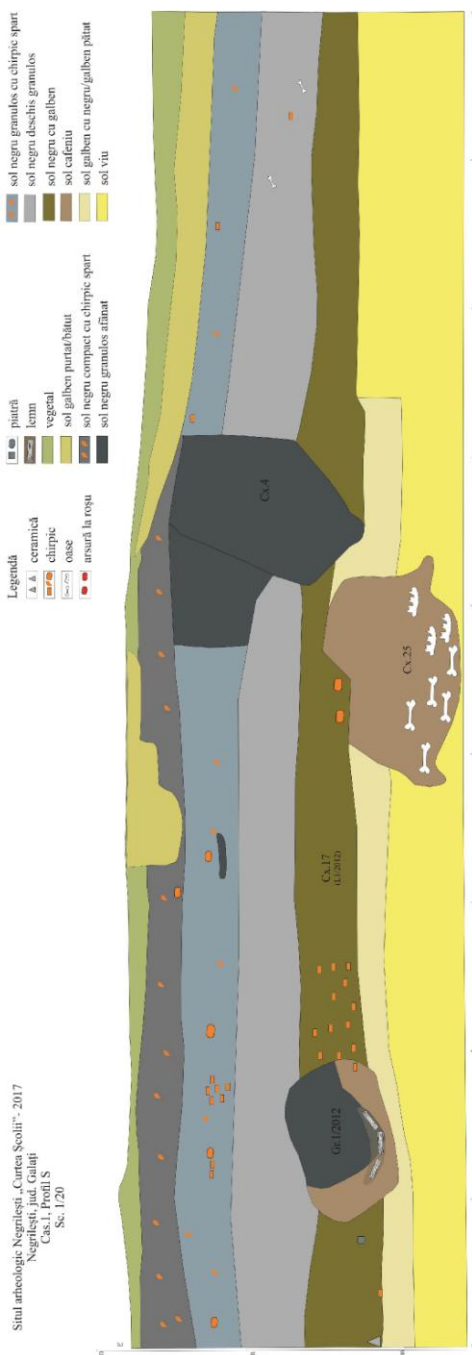 Situl arheologic Negrilești „Curtea Școlii”- 2017
Negrilești, jud. Galați
Cas.1, Profil S
Sc. 1/20
Legendă
ceramică
chirpic
oase
arsură la roșu
piatră
lemn
vegetal
sol galben purtat/bătut
sol negru compact cu chirpic spart
sol negru granulos afânat
sol negru granulos cu chirpic spart
sol negru deschis granulos
sol negru cu galben
sol cafeniu
sol galben cu negru/galben pătat
sol viu
Gr.1/2012
Cx.17
(L1/2012)
Cx.25
Cx.4